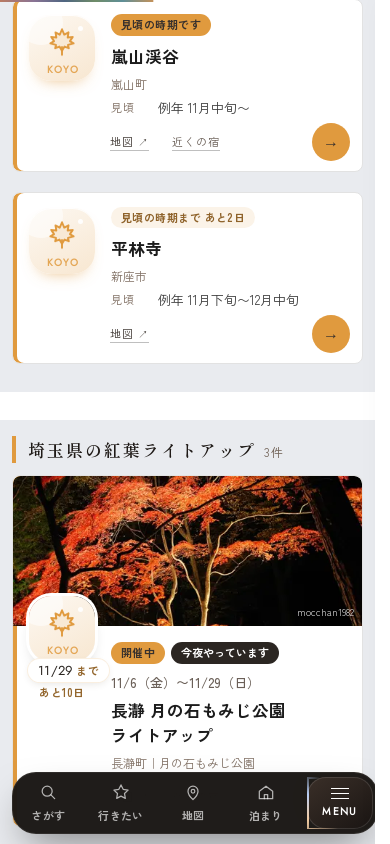 見頃の時期です
KOYO
嵐山渓谷
嵐山町
見頃 例年 11月中旬〜
地図 ↗ 近くの宿
→
見頃の時期まで あと2日
KOYO
平林寺
新座市
見頃 例年 11月下旬〜12月中旬
地図 ↗
→
埼玉県の紅葉ライトアップ 3件
mocchan1982
KOYO
11/29 まで
あと10日
開催中 今夜やっています
11/6（金）〜11/29（日）
長瀞 月の石もみじ公園
ライトアップ
長瀞町｜月の石もみじ公園
さがす 行きたい 地図 泊まり MENU